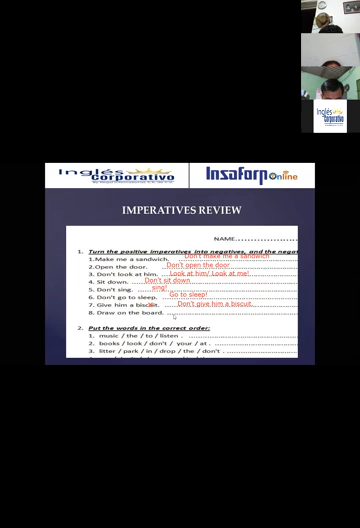 Inglés
Corporativo
Inglés
Corporativo
Insaforp Online
IMPERATIVES REVIEW
NAME
1. Turn the positive imperatives into negatives, and the negat
1.Make me a sandwich. Don't make me a sandwich
2.Open the door. Don't open the door
3.Don't look at him. Look at him/ Look at me!
4. Sit down. Don't sit down
5. Don't sing. sing!
6. Don't go to sleep. Go to sleep!
7. Give him a biscuit. Don't give him a biscuit.
8. Draw on the board.
2. Put the words in the correct order:
1. music / the / to / listen .
2. books / look / don't / your / at .
3. litter / park / in / drop / the / don't .